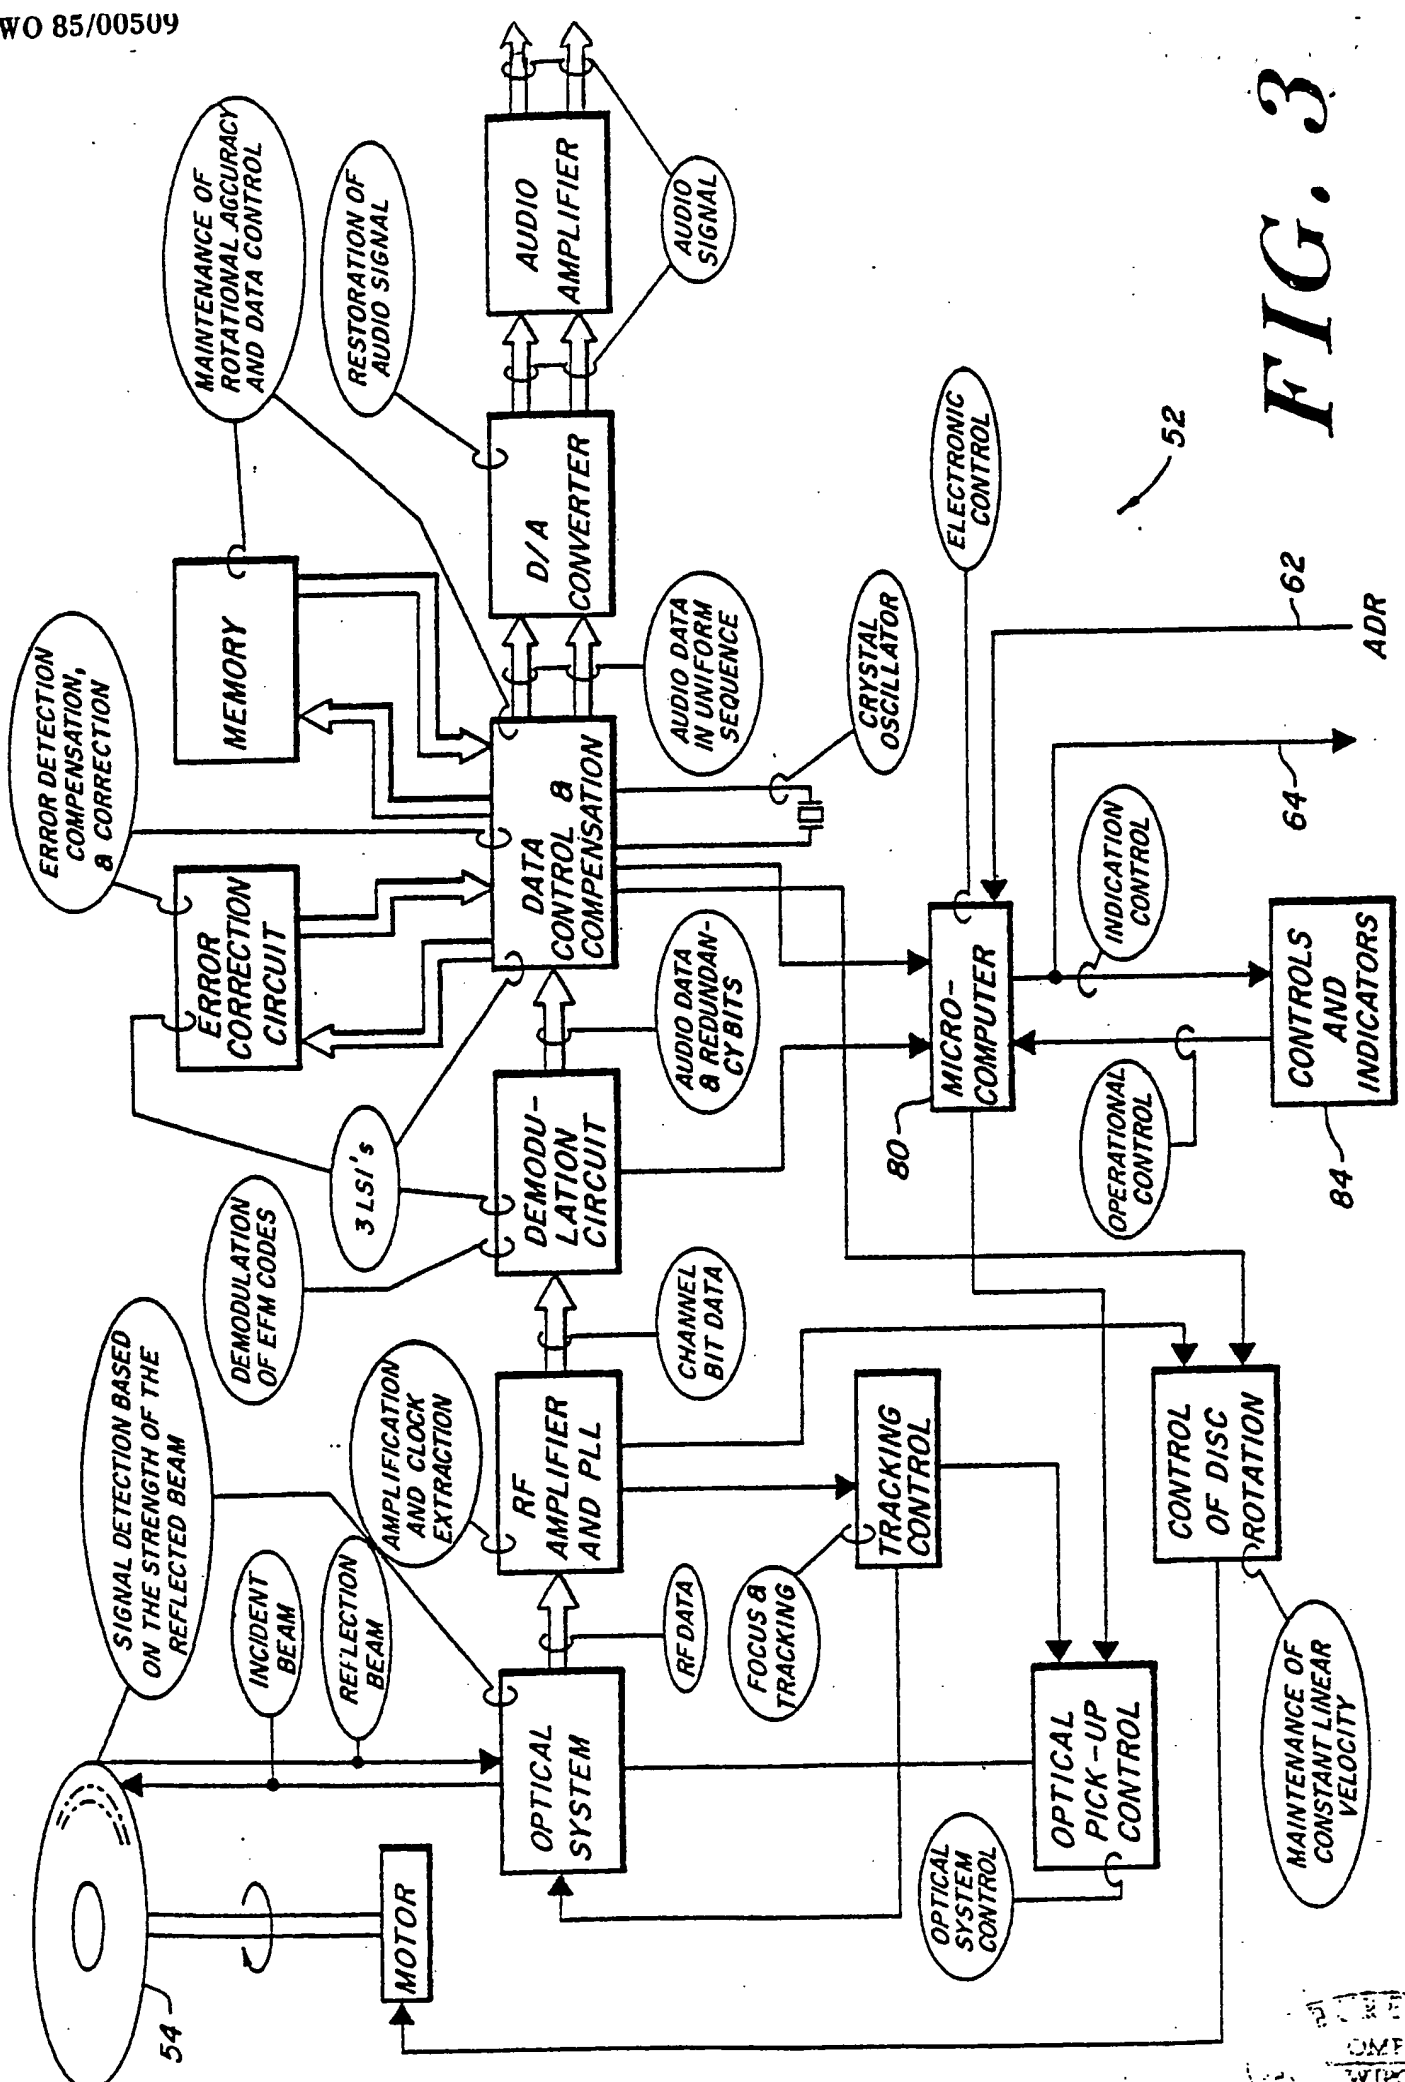 WO 85/00509
SIGNAL DETECTION BASED
ON THE STRENGTH OF THE
REFLECTED BEAM
INCIDENT
BEAM
REFLECTION
BEAM
54
MOTOR
OPTICAL
SYSTEM
RF DATA
AMPLIFICATION
AND CLOCK
EXTRACTION
RF
AMPLIFIER
AND PLL
CHANNEL
BIT DATA
DEMODULATION
OF EFM CODES
3 LSI's
DEMODU-
LATION
CIRCUIT
AUDIO DATA
& REDUNDAN-
CY BITS
ERROR DETECTION
COMPENSATION,
& CORRECTION
ERROR
CORRECTION
CIRCUIT
MEMORY
DATA
CONTROL &
COMPENSATION
AUDIO DATA
IN UNIFORM
SEQUENCE
CRYSTAL
OSCILLATOR
MAINTENANCE OF
ROTATIONAL ACCURACY
AND DATA CONTROL
RESTORATION OF
AUDIO SIGNAL
D/A
CONVERTER
AUDIO
AMPLIFIER
AUDIO
SIGNAL
FOCUS &
TRACKING
TRACKING
CONTROL
OPTICAL
SYSTEM
CONTROL
OPTICAL
PICK-UP
CONTROL
CONTROL
OF DISC
ROTATION
MAINTENANCE OF
CONSTANT LINEAR
VELOCITY
80
MICRO-
COMPUTER
ELECTRONIC
CONTROL
OPERATIONAL
CONTROL
INDICATION
CONTROL
84
CONTROLS
AND
INDICATORS
64
62
ADR
52
FIG. 3